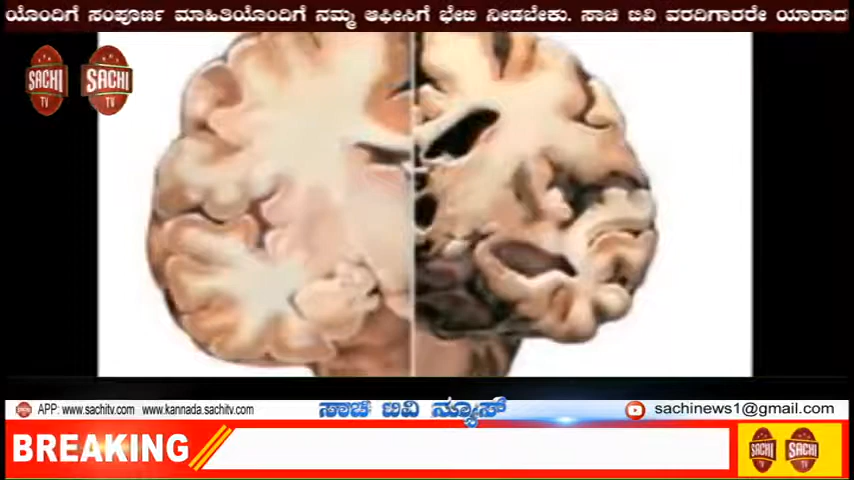 ಯೊಂದಿಗೆ ಸಂಪೂರ್ಣ ಮಾಹಿತಿಯೊಂದಿಗೆ ನಮ್ಮ ಆಫೀಸಿಗೆ ಭೇಟಿ ನೀಡಬೇಕು. ಸಾಚಿ ಟಿವಿ ವರದಿಗಾರರೇ ಯಾರಾದ
SACHI TV SACHI TV
APP: www.sachitv.com www.kannada.sachitv.com ಸಾಚಿ ಟಿವಿ ನ್ಯೂಸ್ sachinews1@gmail.com
BREAKING
SACHI TV SACHI TV